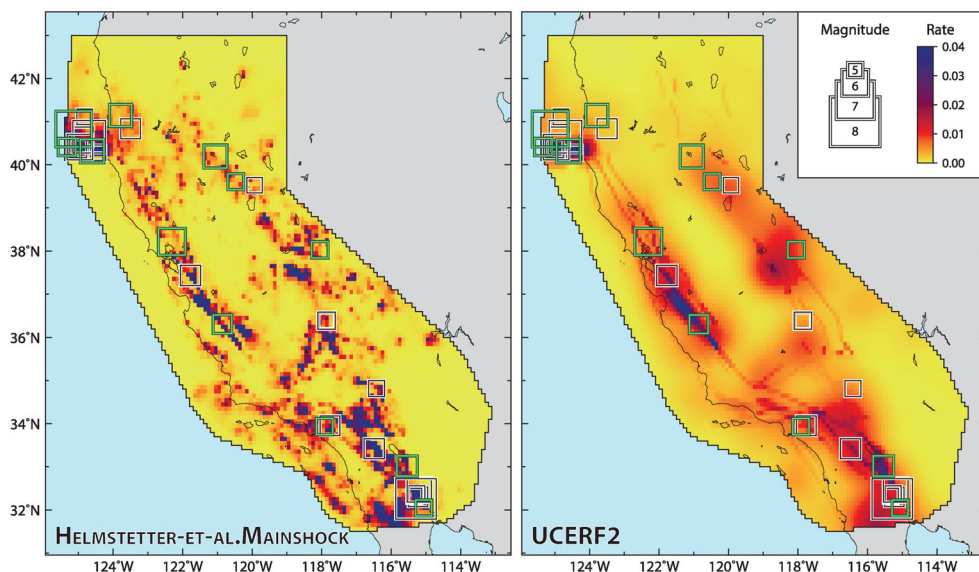 Magnitude Rate
5
6
7
8
0.04
0.03
0.02
0.01
0.00
42°N
40°N
38°N
36°N
34°N
32°N
HELMSTETTER-ET-AL.MAINSHOCK
UCERF2
124°W 122°W 120°W 118°W 116°W 114°W
124°W 122°W 120°W 118°W 116°W 114°W